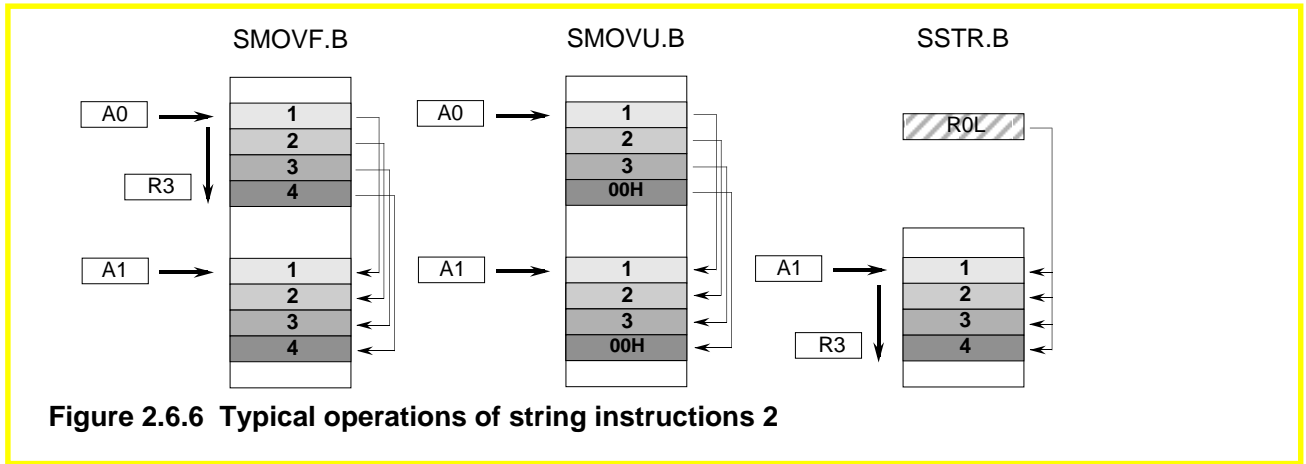 SMOVF.B SMOVU.B SSTR.B
A0 1 A0 1 R0L
2 2
3 3
R3 4 00H
A1 1 A1 1 A1 1
2 2 2
3 3 3
4 00H R3 4
Figure 2.6.6 Typical operations of string instructions 2